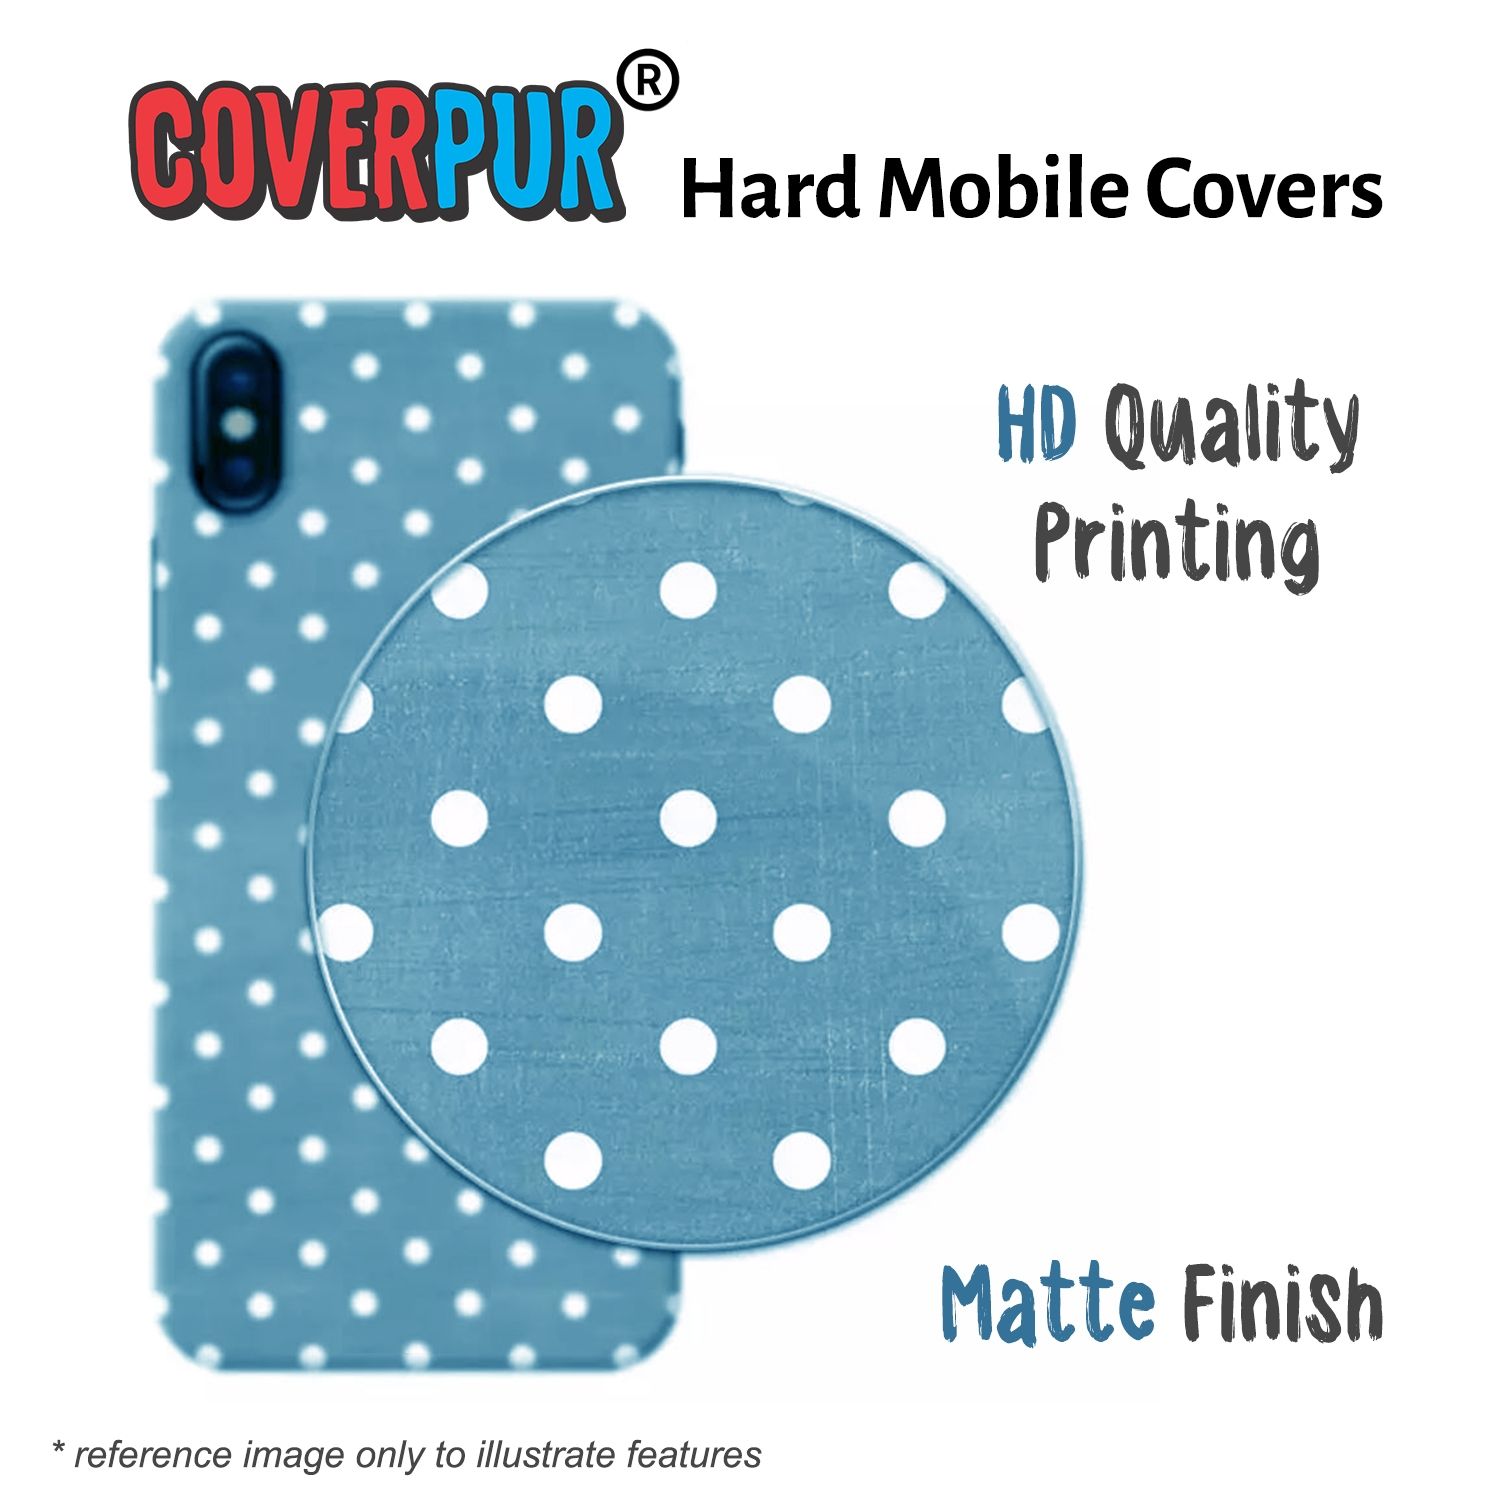 COVERPUR® Hard Mobile Covers
HD Quality
Printing
Matte Finish
* reference image only to illustrate features